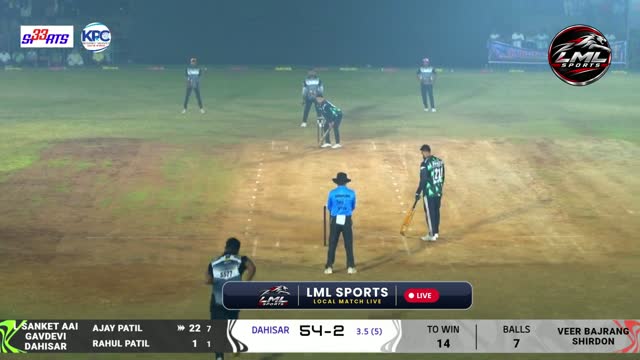 33
SPORTS
KPC
LML
SPORTS
LML SPORTS
LOCAL MATCH LIVE
LIVE
SANKET AAI
GAVDEVI
DAHISAR
AJAY PATIL
22 7
RAHUL PATIL
1 1
DAHISAR
54-2
3.5 (5)
TO WIN
14
BALLS
7
VEER BAJRANG
SHIRDON